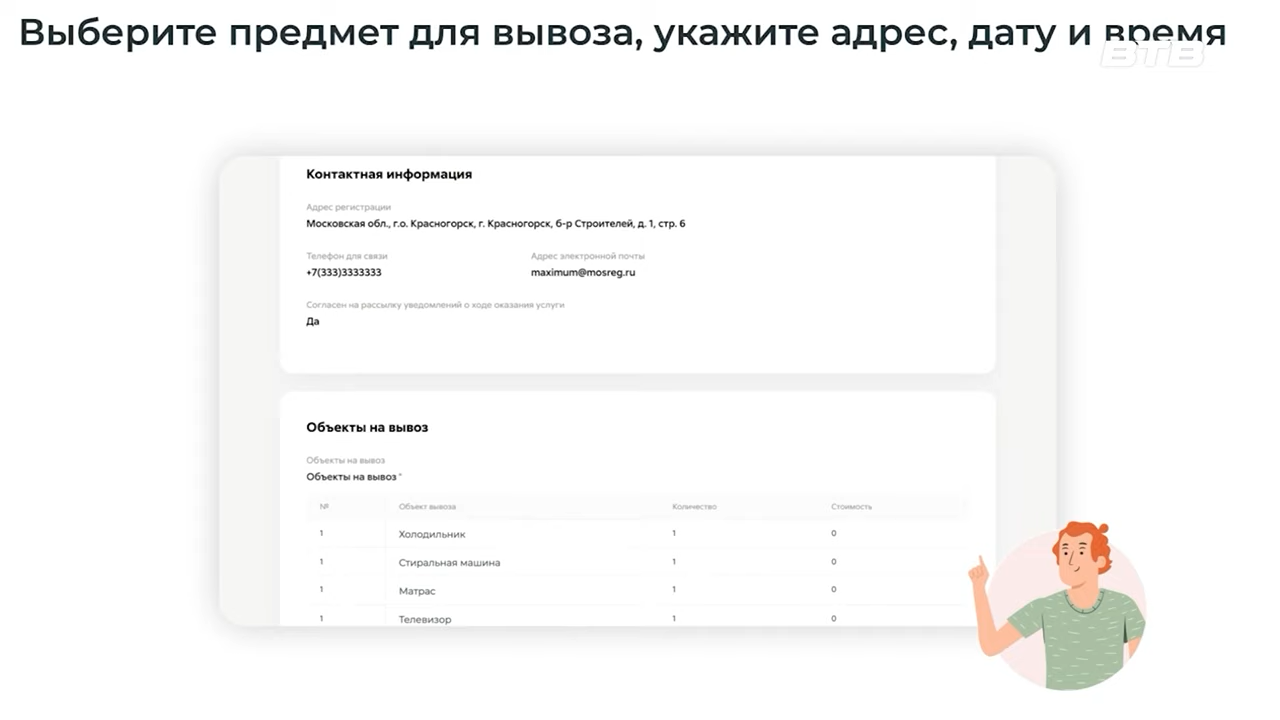 Выберите предмет для вывоза, укажите адрес, дату и время
ВТВ
Контактная информация
Адрес регистрации
Московская обл., г.о. Красногорск, г. Красногорск, б-р Строителей, д. 1, стр. 6
Телефон для связи Адрес электронной почты
+7(333)3333333 maximum@mosreg.ru
Согласен на рассылку уведомлений о ходе оказания услуги
Да
Объекты на вывоз
Объекты на вывоз
Объекты на вывоз *
№ Объект вывоза Количество Стоимость
1 Холодильник 1 0
1 Стиральная машина 1 0
1 Матрас 1 0
1 Телевизор 1 0